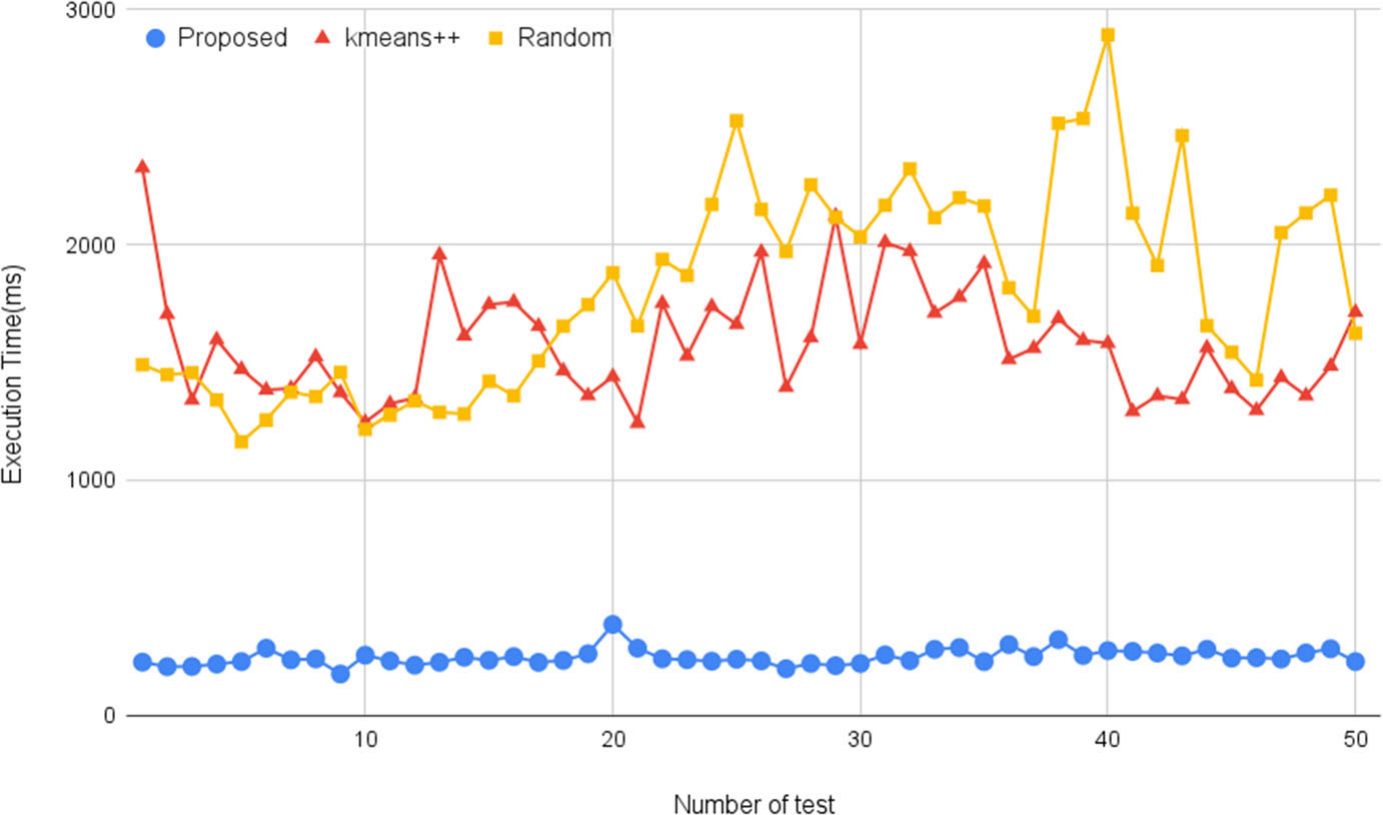 3000
Proposed kmeans++ Random
2000
Execution Time(ms)
1000
0
10 20 30 40 50
Number of test